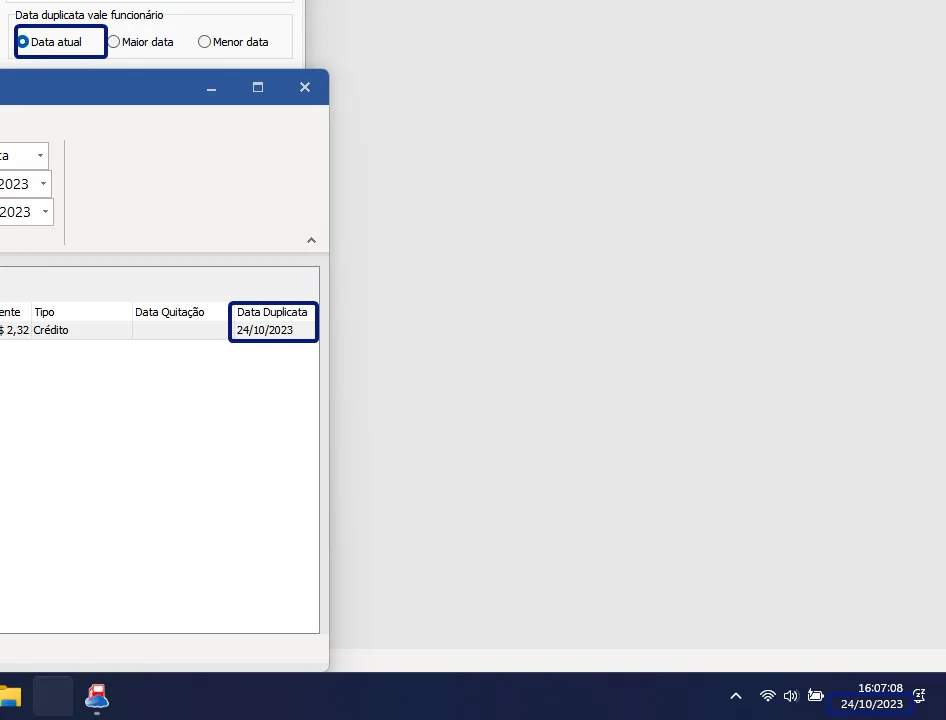 Data duplicata vale funcionário
Data atual Maior data Menor data
ta
2023
2023
ente Tipo Data Quitação Data Duplicata
$ 2,32 Crédito 24/10/2023
16:07:08
24/10/2023